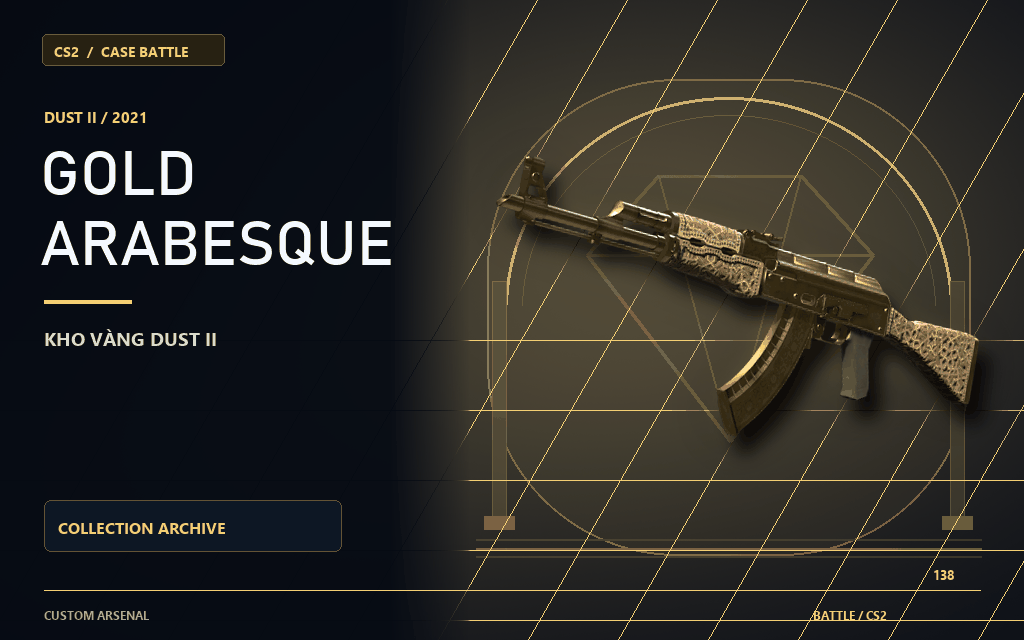 CS2 / CASE BATTLE
DUST II / 2021
GOLD
ARABESQUE
KHO VÀNG DUST II
COLLECTION ARCHIVE
138
CUSTOM ARSENAL
BATTLE / CS2